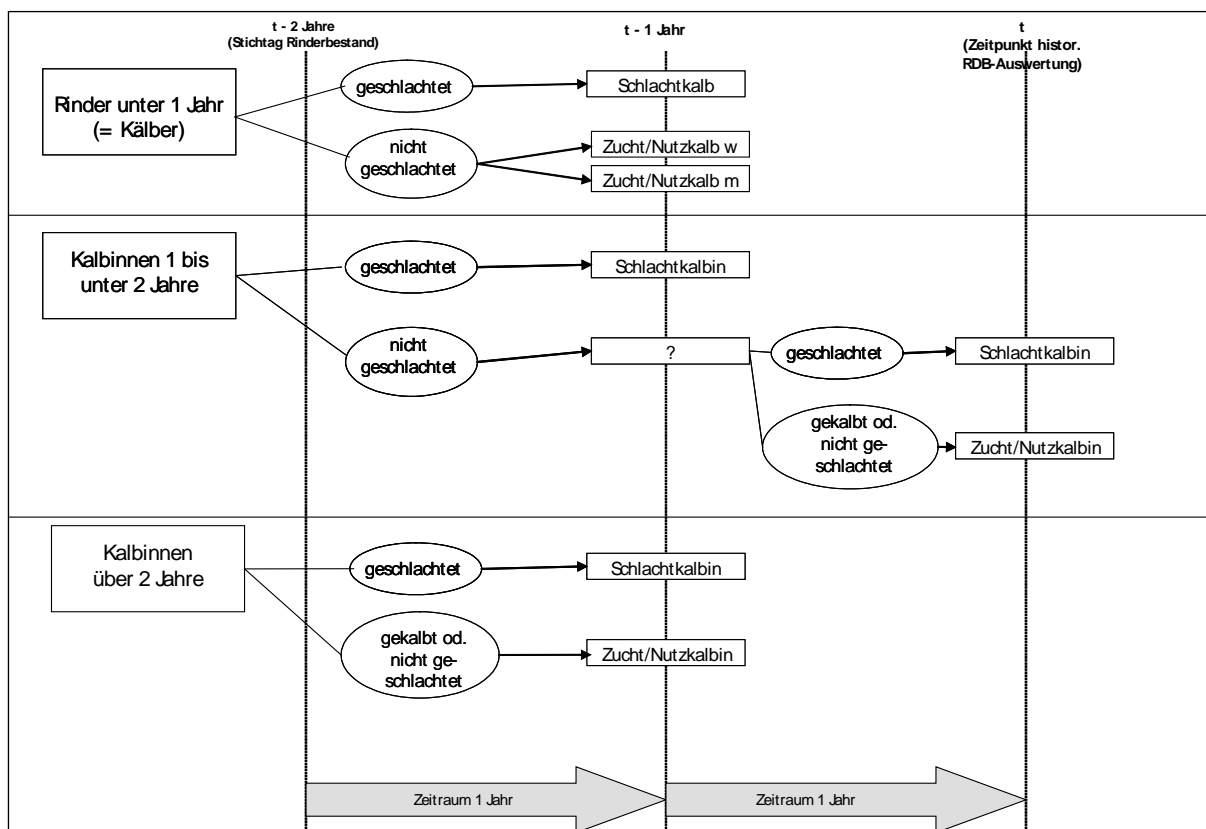 t - 2 Jahre
(Stichtag Rinderbestand)
t - 1 Jahr
t
(Zeitpunkt histor.
RDB-Auswertung)
Rinder unter 1 Jahr
(= Kälber)
geschlachtet
Schlachtkalb
nicht
geschlachtet
Zucht/Nutzkalb w
Zucht/Nutzkalb m
Kalbinnen 1 bis
unter 2 Jahre
geschlachtet
Schlachtkalbin
nicht
geschlachtet
?
geschlachtet
Schlachtkalbin
gekalbt od.
nicht ge-
schlachtet
Zucht/Nutzkalbin
Kalbinnen
über 2 Jahre
geschlachtet
Schlachtkalbin
gekalbt od.
nicht ge-
schlachtet
Zucht/Nutzkalbin
Zeitraum 1 Jahr
Zeitraum 1 Jahr